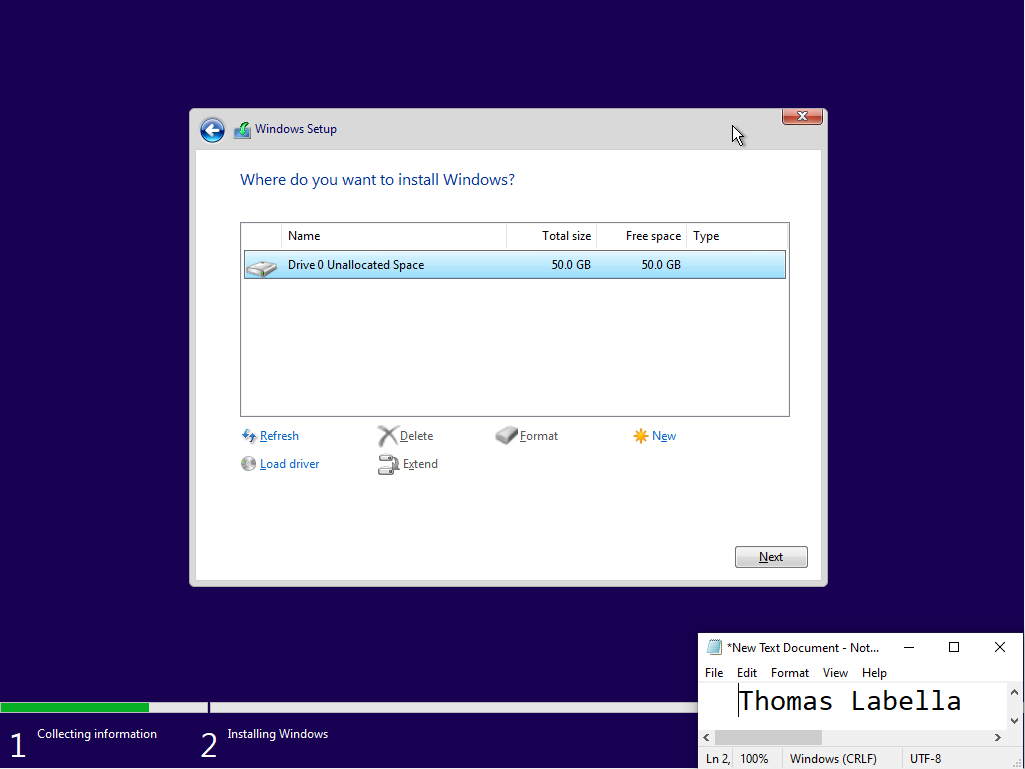 Windows Setup
Where do you want to install Windows?
Name Total size Free space Type
Drive 0 Unallocated Space 50.0 GB 50.0 GB
Refresh Delete Format New
Load driver Extend
Next
*New Text Document - Not...
File Edit Format View Help
Thomas Labella
Ln 2, 100% Windows (CRLF) UTF-8
1 Collecting information 2 Installing Windows